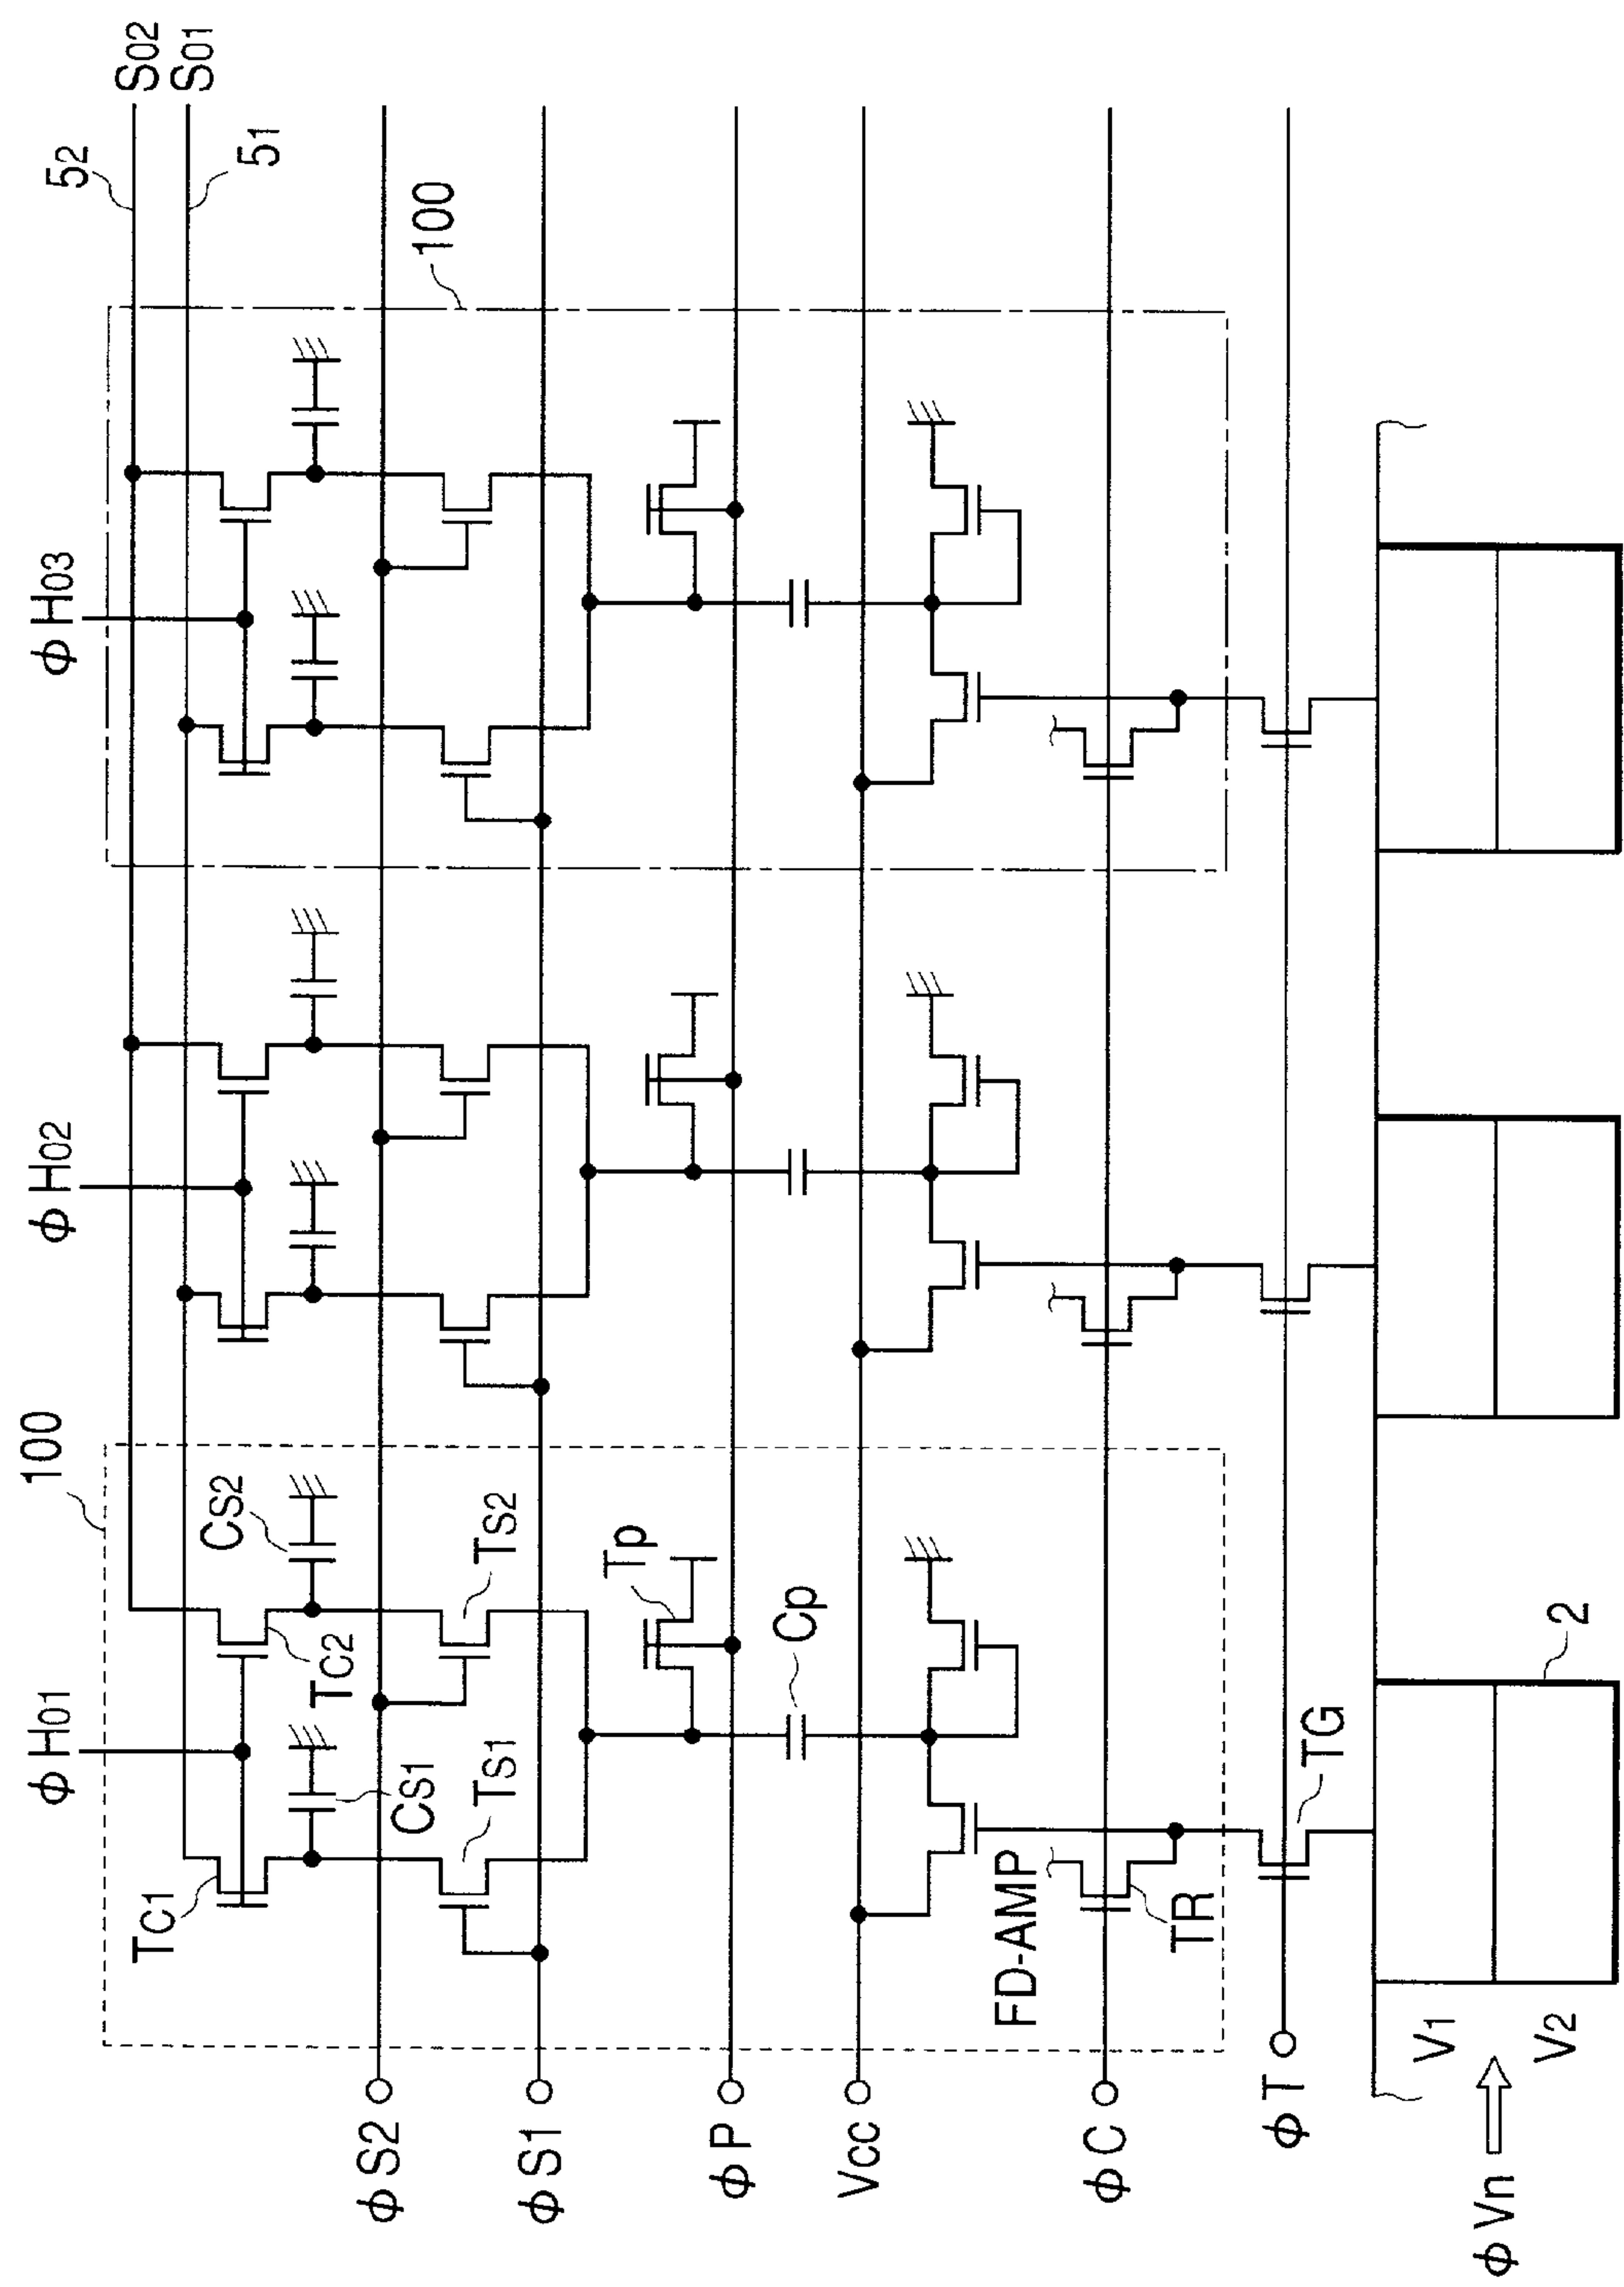 φH01
φH02
φH03
S02
S01
52
51
100
100
TC1
TC2
CS1
CS2
TS1
TS2
φS2
φS1
Tp
φP
Cp
VCC
FD-AMP
φC
TR
φT
TG
V1
V2
φVn
2